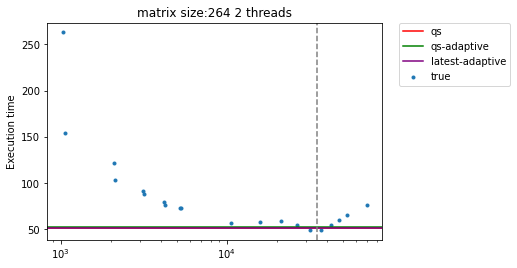 matrix size:264 2 threads
Execution time
250
200
150
100
50
10³
10⁴
qs
qs-adaptive
latest-adaptive
true